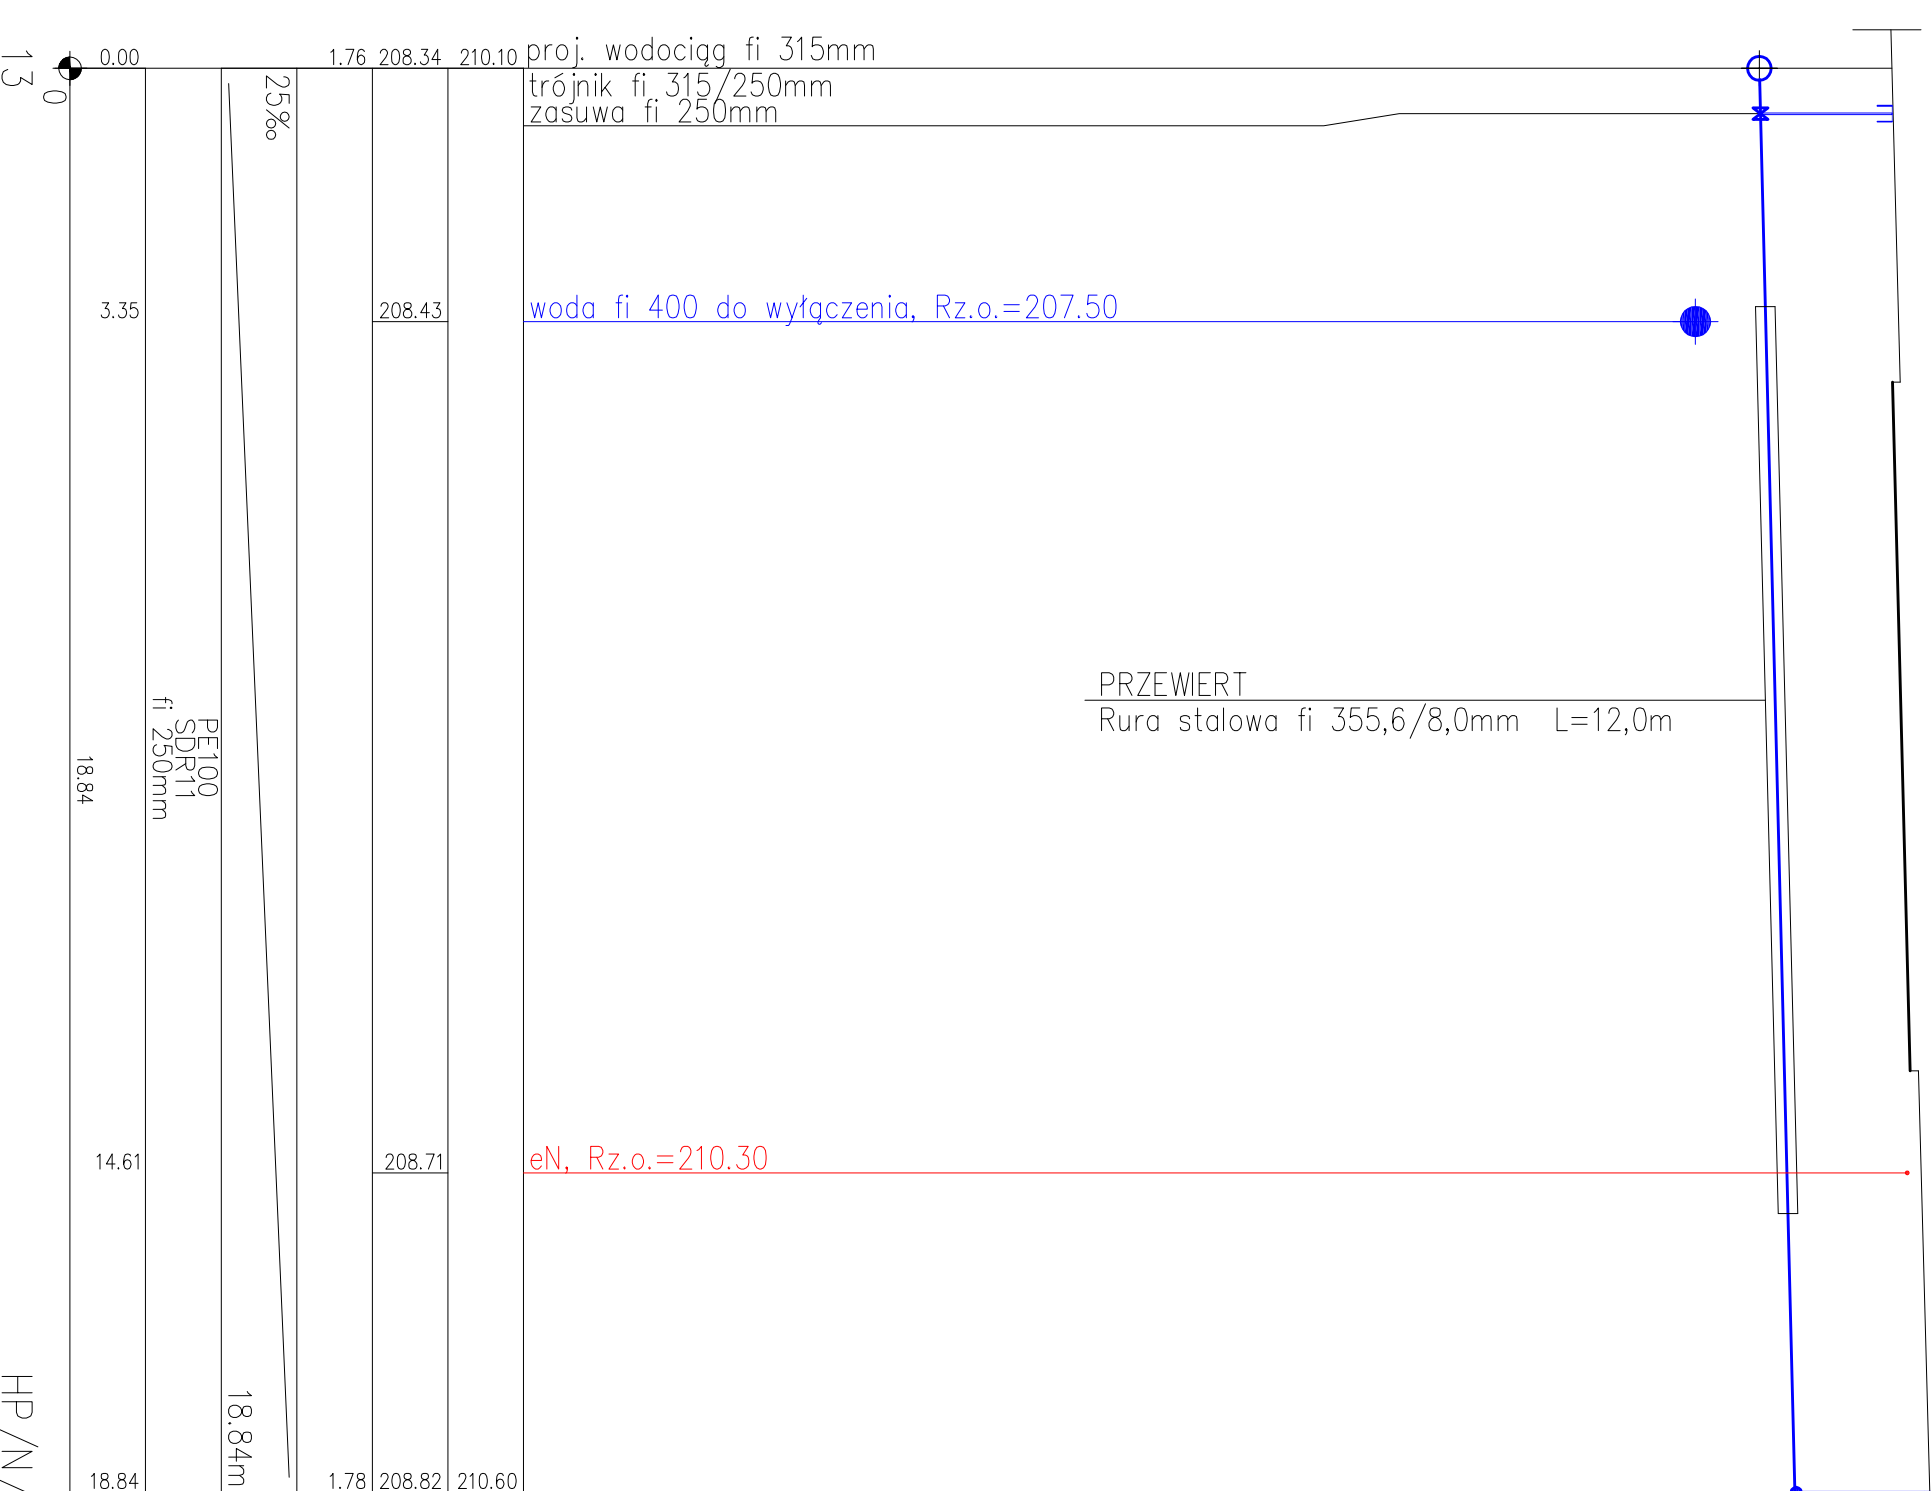 0.00
1.76
208.34
210.10
proj. wodociąg fi 315mm
trójnik fi 315/250mm
zasuwa fi 250mm
13
0
25‰
3.35
208.43
woda fi 400 do wyłączenia, Rz.o.=207.50
PRZEWIERT
Rura stalowa fi 355,6/8,0mm L=12,0m
PE100
SDR11
fi 250mm
18.84
14.61
208.71
eN, Rz.o.=210.30
18.84m
HP/N/
18.84
1.78
208.82
210.60